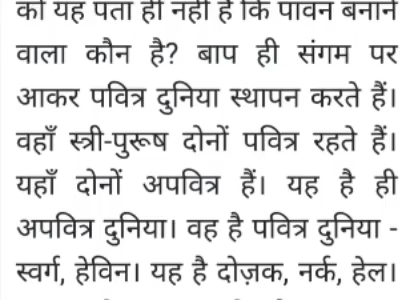 को यह पता ही नहीं है कि पावन बनाने
वाला कौन है? बाप ही संगम पर
आकर पवित्र दुनिया स्थापन करते हैं।
वहाँ स्त्री-पुरूष दोनों पवित्र रहते हैं।
यहाँ दोनों अपवित्र हैं। यह है ही
अपवित्र दुनिया। वह है पवित्र दुनिया -
स्वर्ग, हेविन। यह है दोज़क, नर्क, हेल।